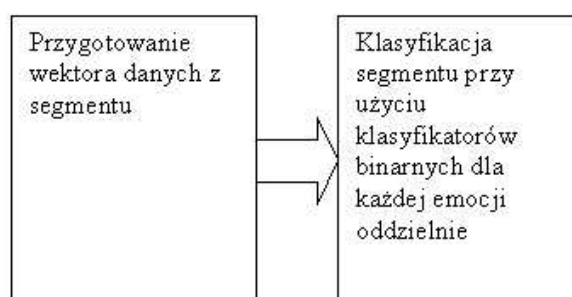 Przygotowanie
wektora danych z
segmentu
Klasyfikacja
segmentu przy
użyciu
klasyfikatorów
binarnych dla
każdej emocji
oddzielnie